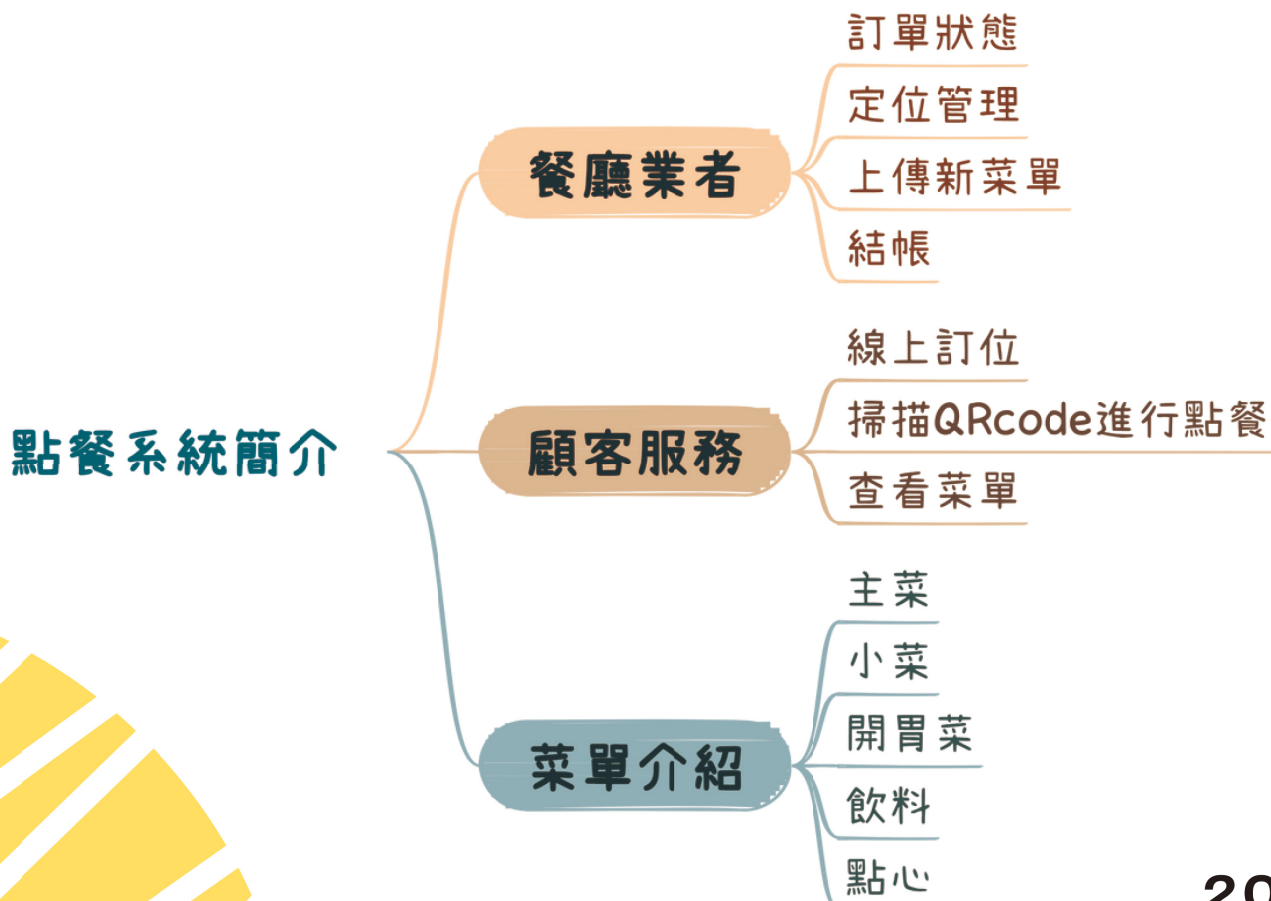 點餐系統簡介
餐廳業者
訂單狀態
定位管理
上傳新菜單
結帳
顧客服務
線上訂位
掃描QRcode進行點餐
查看菜單
菜單介紹
主菜
小菜
開胃菜
飲料
點心
20